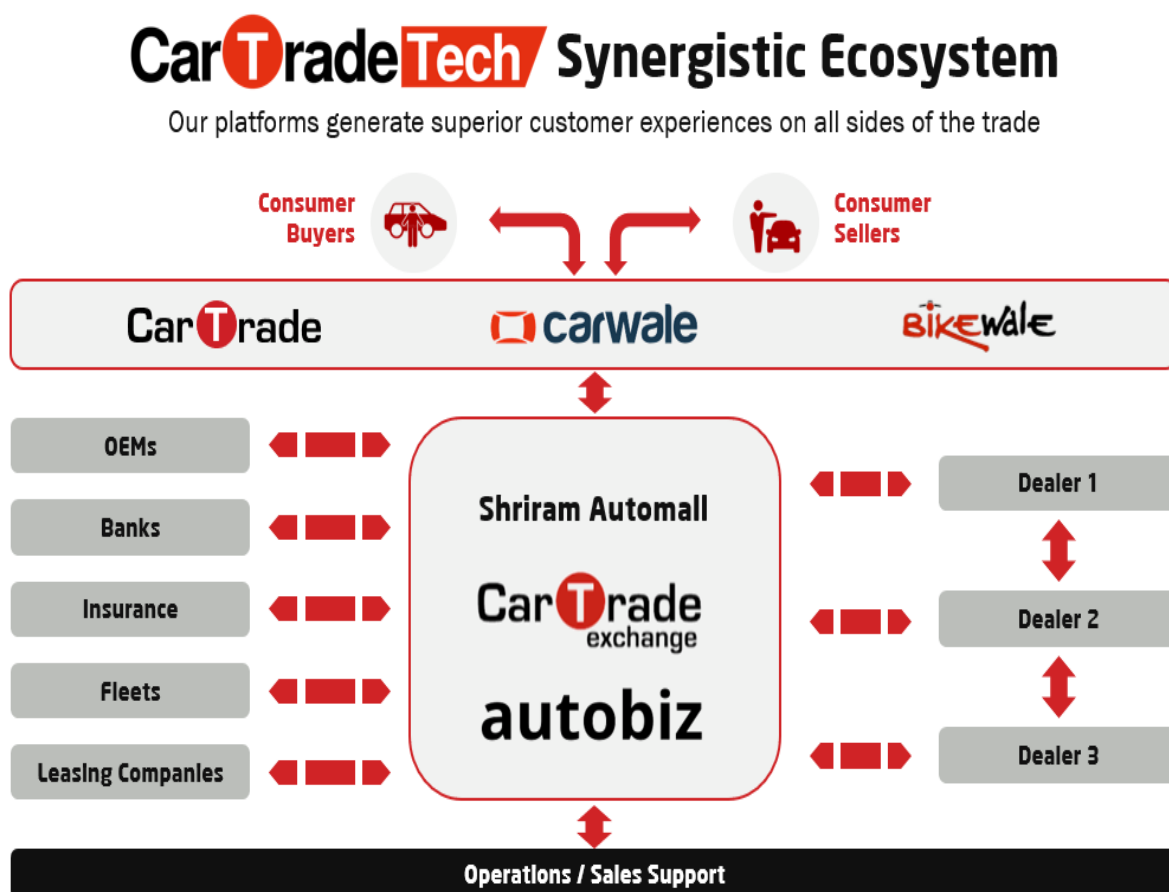 CarTradeTech Synergistic Ecosystem
Our platforms generate superior customer experiences on all sides of the trade
Consumer
Buyers
Consumer
Sellers
CarTrade
carwale
BikeWale
OEMs
Banks
Insurance
Fleets
Leasing Companies
Shriram Automall
CarTrade
exchange
autobiz
Dealer 1
Dealer 2
Dealer 3
Operations / Sales Support